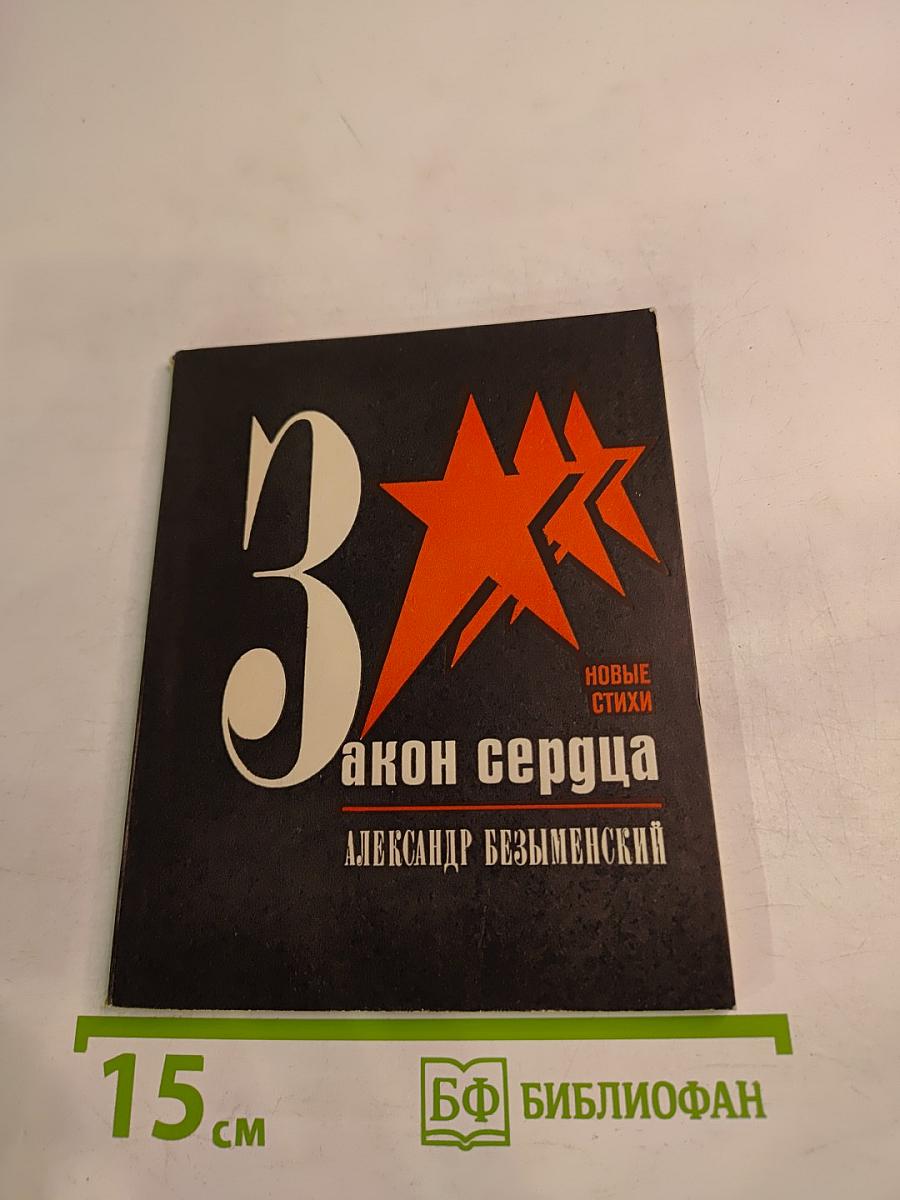 НОВЫЕ
СТИХИ
Закон сердца
АЛЕКСАНДР БЕЗЫМЕНСКИЙ
15 см
БФ БИБЛИОФАН